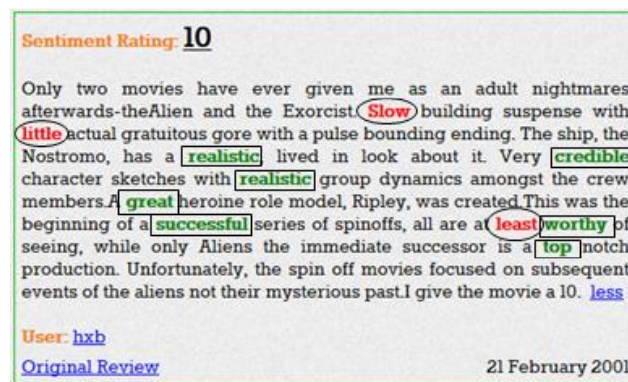 Sentiment Rating: 10
Only two movies have ever given me as an adult nightmares
afterwards-theAlien and the Exorcist. Slow building suspense with
little actual gratuitous gore with a pulse bounding ending. The ship, the
Nostromo, has a realistic lived in look about it. Very credible
character sketches with realistic group dynamics amongst the crew
members.A great heroine role model, Ripley, was created.This was the
beginning of a successful series of spinoffs, all are at least worthy of
seeing, while only Aliens the immediate successor is a top notch
production. Unfortunately, the spin off movies focused on subsequent
events of the aliens not their mysterious past.I give the movie a 10. less
User: hxb
Original Review 21 February 2001